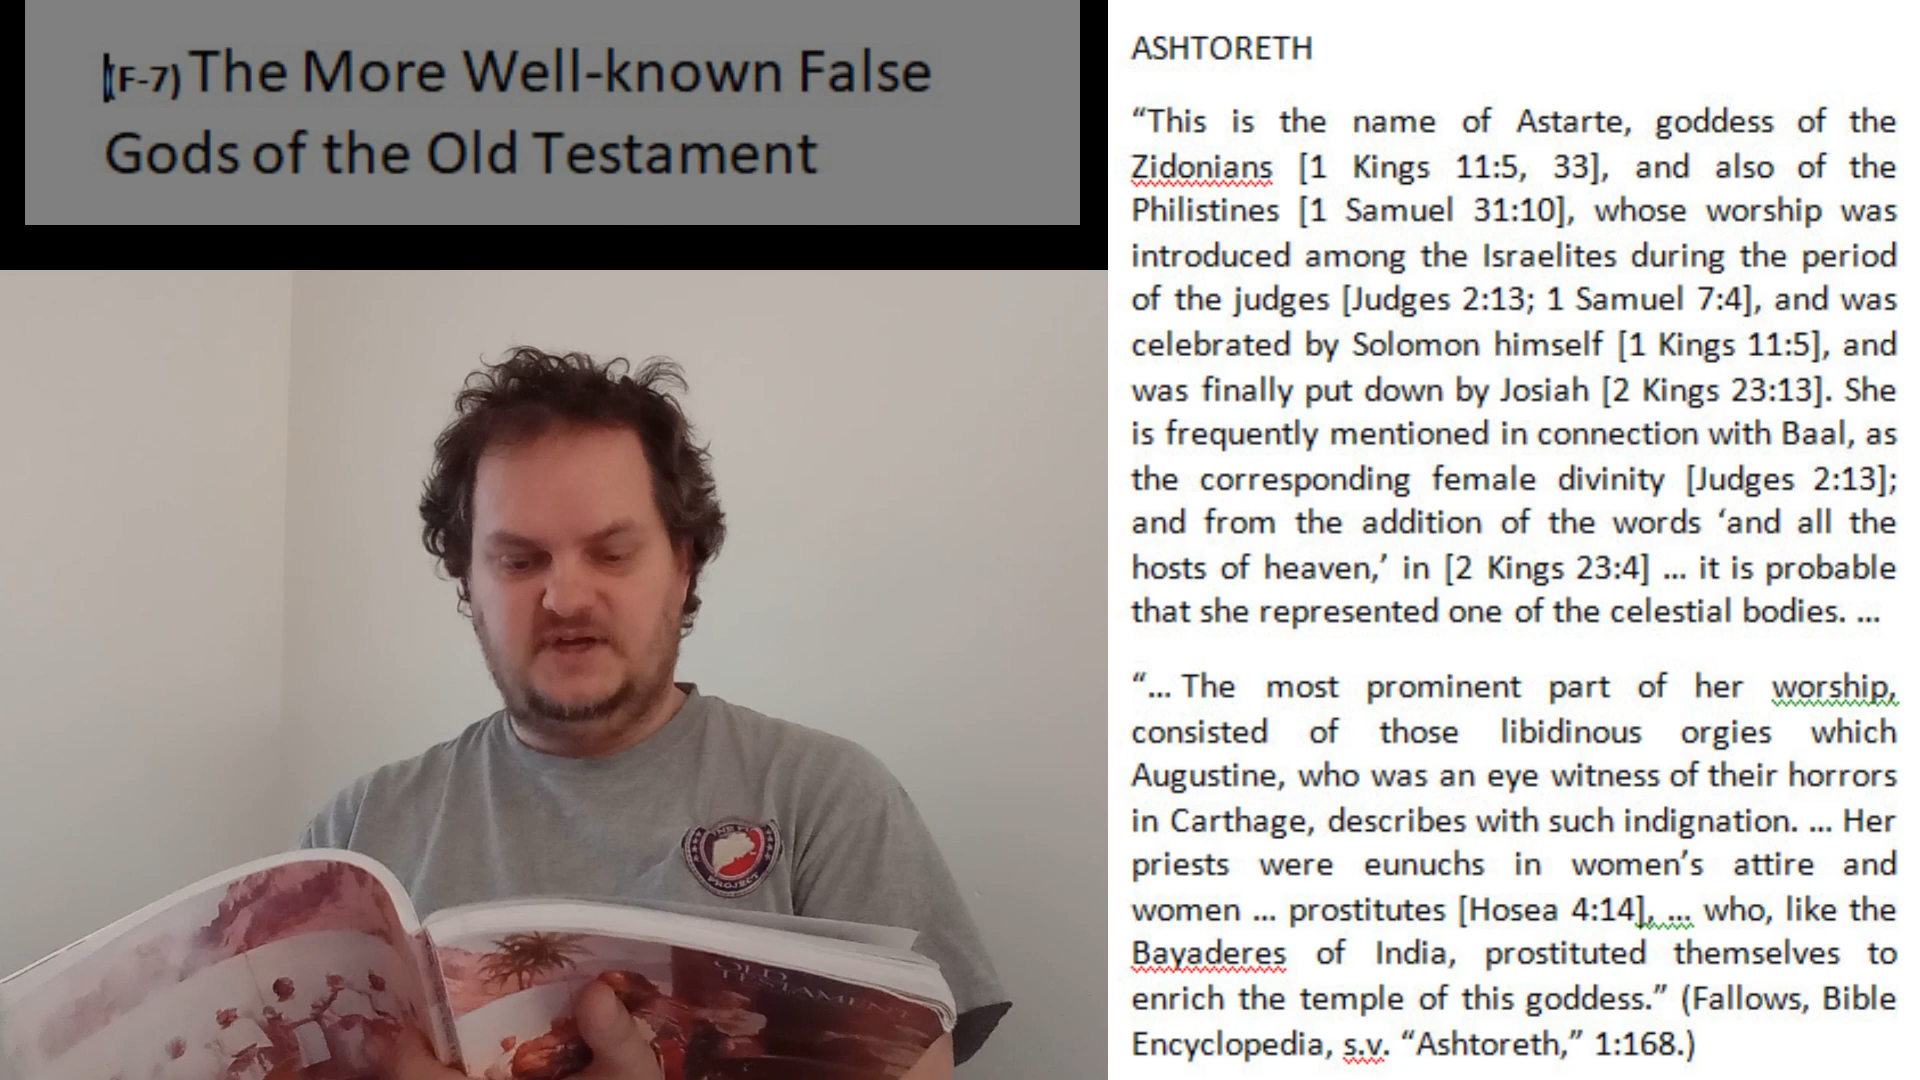 (F-7) The More Well-known False
Gods of the Old Testament
ASHTORETH
“This is the name of Astarte, goddess of the
Zidonians [1 Kings 11:5, 33], and also of the
Philistines [1 Samuel 31:10], whose worship was
introduced among the Israelites during the period
of the judges [Judges 2:13; 1 Samuel 7:4], and was
celebrated by Solomon himself [1 Kings 11:5], and
was finally put down by Josiah [2 Kings 23:13]. She
is frequently mentioned in connection with Baal, as
the corresponding female divinity [Judges 2:13];
and from the addition of the words ‘and all the
hosts of heaven,’ in [2 Kings 23:4] … it is probable
that she represented one of the celestial bodies. …
“… The most prominent part of her worship,
consisted of those libidinous orgies which
Augustine, who was an eye witness of their horrors
in Carthage, describes with such indignation. … Her
priests were eunuchs in women’s attire and
women … prostitutes [Hosea 4:14], … who, like the
Bayaderes of India, prostituted themselves to
enrich the temple of this goddess.” (Fallows, Bible
Encyclopedia, s.v. “Ashtoreth,” 1:168.)
PROJECT
OLD
TESTAMENT